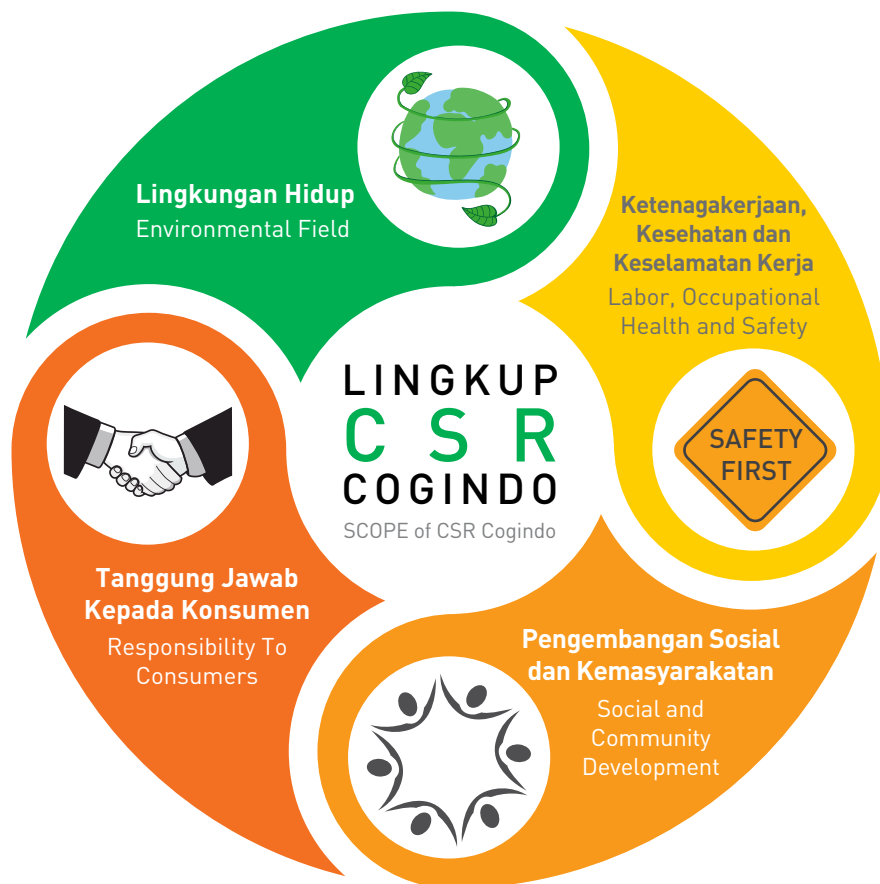 Lingkungan Hidup
Environmental Field
Ketenagakerjaan,
Kesehatan dan
Keselamatan Kerja
Labor, Occupational
Health and Safety
SAFETY
FIRST
LINGKUP
CSR
COGINDO
SCOPE of CSR Cogindo
Tanggung Jawab
Kepada Konsumen
Responsibility To
Consumers
Pengembangan Sosial
dan Kemasyarakatan
Social and
Community
Development